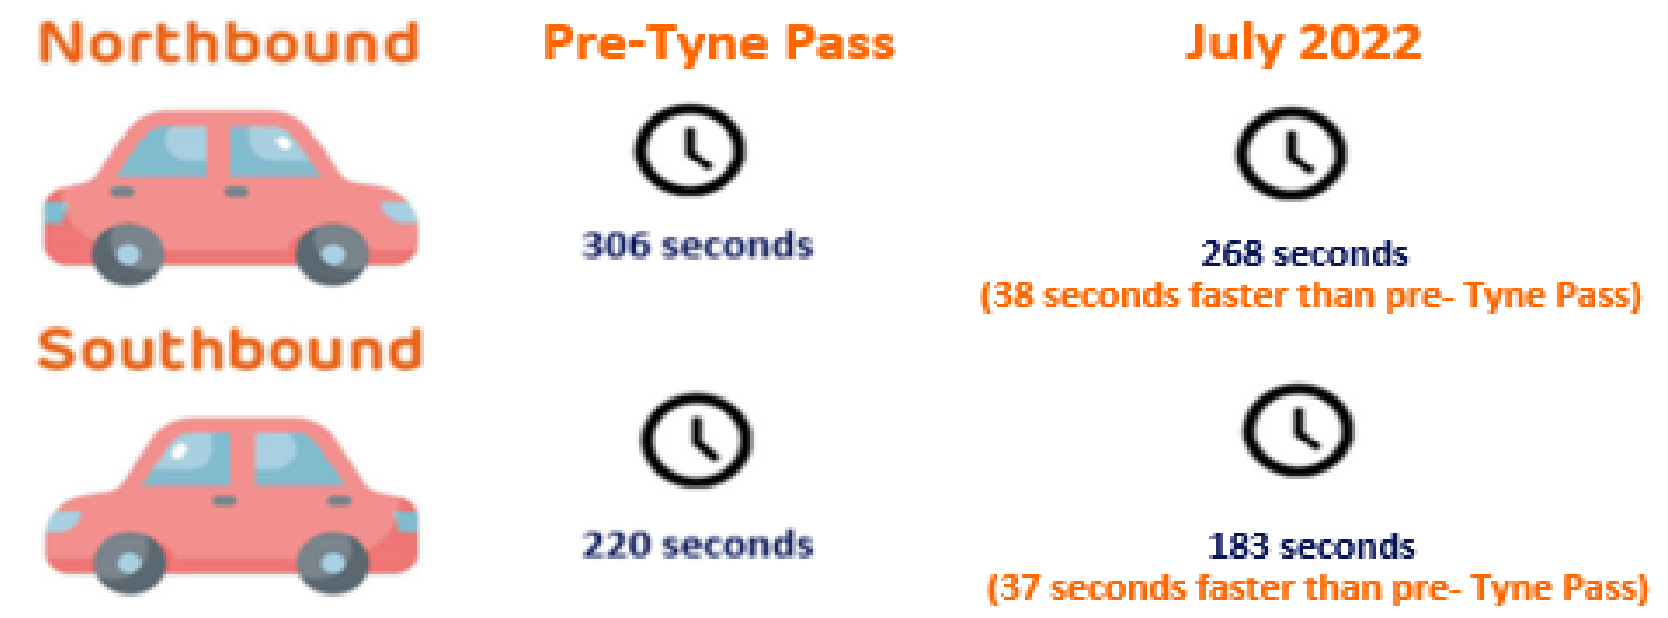 Northbound
Pre-Tyne Pass
July 2022
306 seconds
268 seconds
(38 seconds faster than pre- Tyne Pass)
Southbound
220 seconds
183 seconds
(37 seconds faster than pre- Tyne Pass)